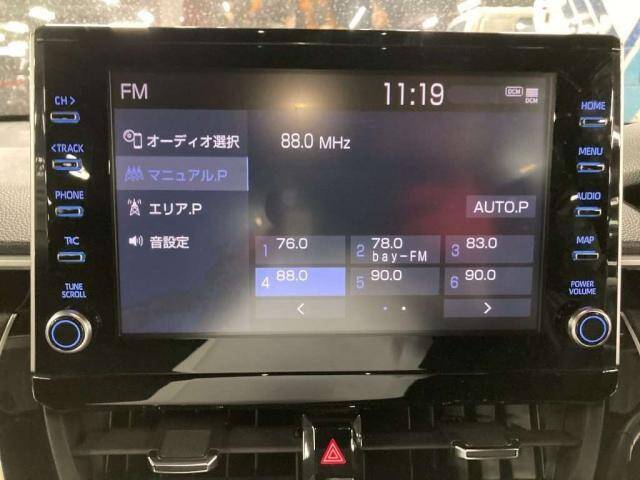 FM
11:19
DCM
DCM
CH>
<TRACK
PHONE
T/C
TUNE
SCROLL
HOME
MENU
AUDIO
MAP
POWER
VOLUME
オーディオ選択
88.0 MHz
マニュアル.P
エリア.P
AUTO.P
音設定
1 76.0
2 78.0
bay-FM
3 83.0
4 88.0
5 90.0
6 90.0
<
>